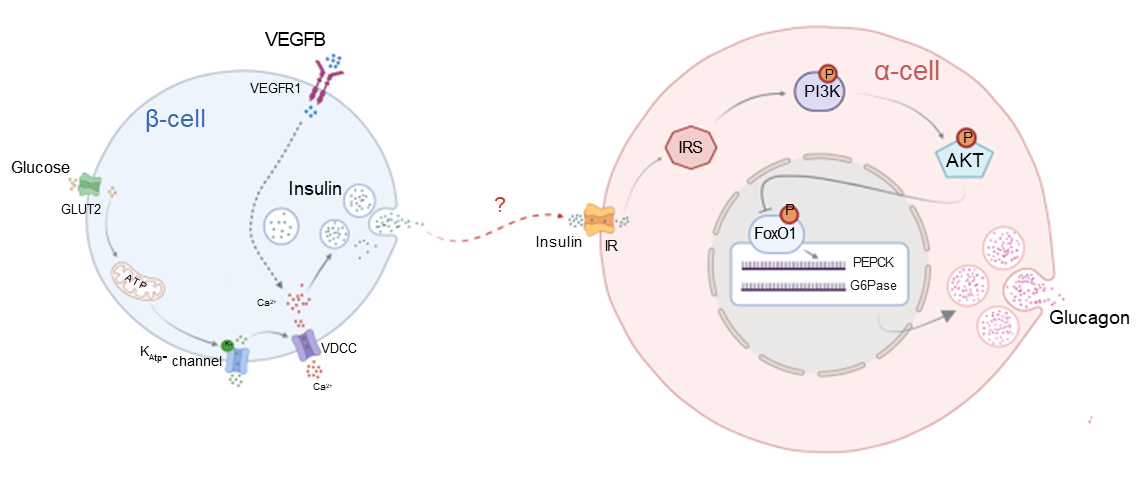 VEGFB
VEGFR1
β-cell
Glucose
GLUT2
Insulin
ATP
Ca²⁺
K+
K_Atp- channel
VDCC
Ca²⁺
?
Insulin
IR
α-cell
P
PI3K
IRS
P
AKT
P
FoxO1
PEPCK
G6Pase
Glucagon